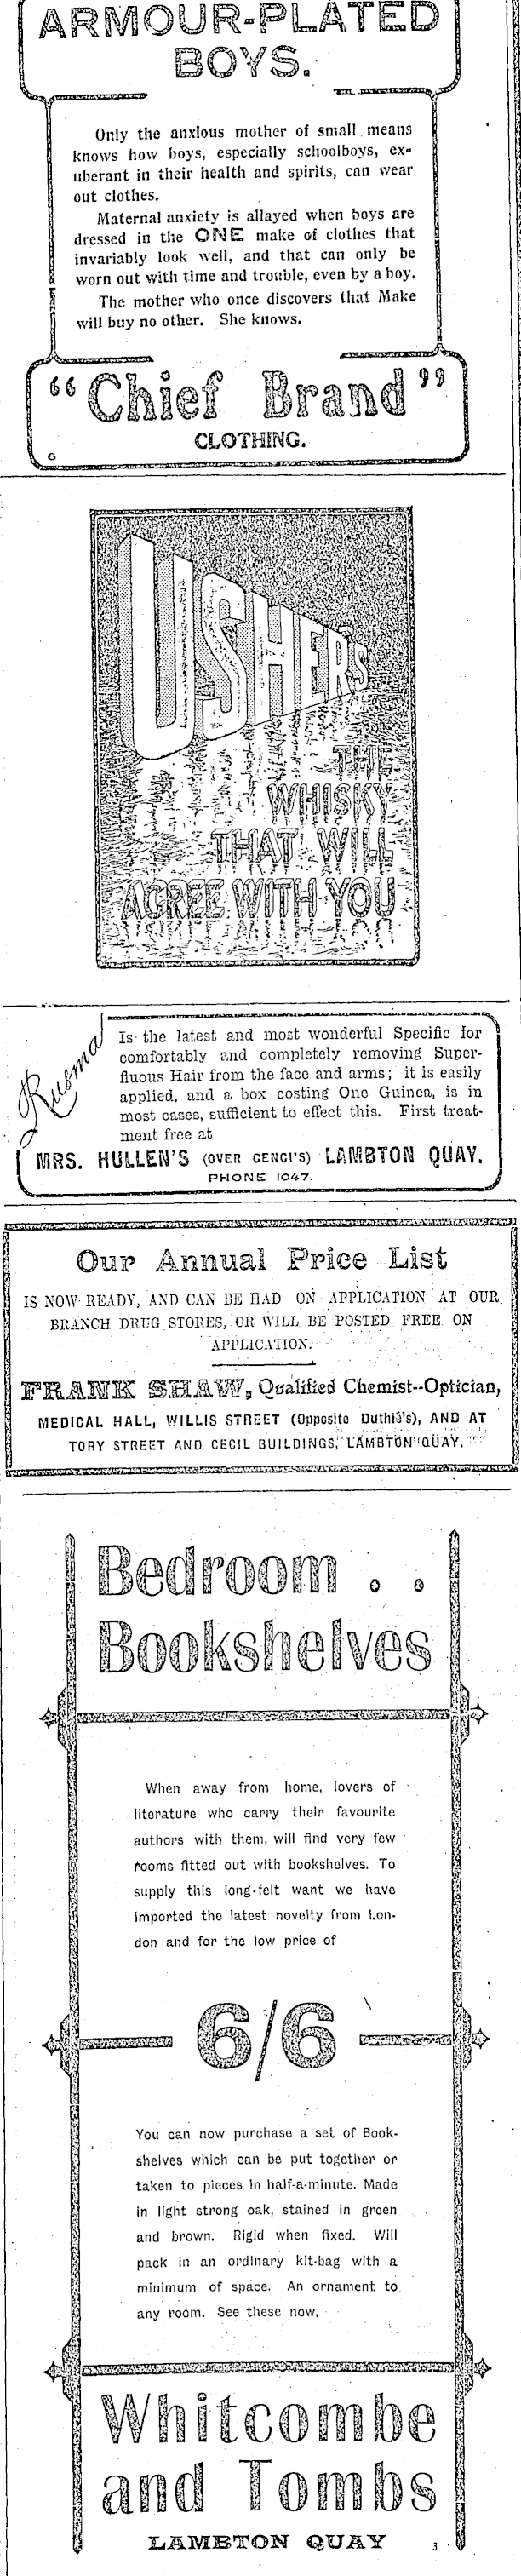 ARMOUR-PLATED
BOYS.
Only the anxious mother of small means
knows how boys, especially schoolboys, ex-
uberant in their health and spirits, can wear
out clothes.
Maternal anxiety is allayed when boys are
dressed in the ONE make of clothes that
invariably look well, and that can only be
worn out with time and trouble, even by a boy.
The mother who once discovers that Make
will buy no other. She knows.
"Chief Brand"
CLOTHING.
6
USHER'S
THE
WHISKY
THAT WILL
AGREE WITH YOU
Rusma
Is the latest and most wonderful Specific for
comfortably and completely removing Super-
fluous Hair from the face and arms; it is easily
applied, and a box costing One Guinea, is in
most cases, sufficient to effect this. First treat-
ment free at
MRS. HULLEN'S (OVER GENGI'S) LAMBTON QUAY.
PHONE 1047.
Our Annual Price List
IS NOW READY, AND CAN BE HAD ON APPLICATION AT OUR
BRANCH DRUG STORES, OR WILL BE POSTED FREE ON
APPLICATION.
FRANK SHAW, Qualified Chemist--Optician,
MEDICAL HALL, WILLIS STREET (Opposite Duthie's), AND AT
TORY STREET AND CECIL BUILDINGS, LAMBTON QUAY.
Bedroom . .
Bookshelves
When away from home, lovers of
literature who carry their favourite
authors with them, will find very few
rooms fitted out with bookshelves. To
supply this long-felt want we have
imported the latest novelty from Lon-
don and for the low price of
6/6
You can now purchase a set of Book-
shelves which can be put together or
taken to pieces in half-a-minute. Made
in light strong oak, stained in green
and brown. Rigid when fixed. Will
pack in an ordinary kit-bag with a
minimum of space. An ornament to
any room. See these now.
Whitcombe
and Tombs
LAMBTON QUAY
3